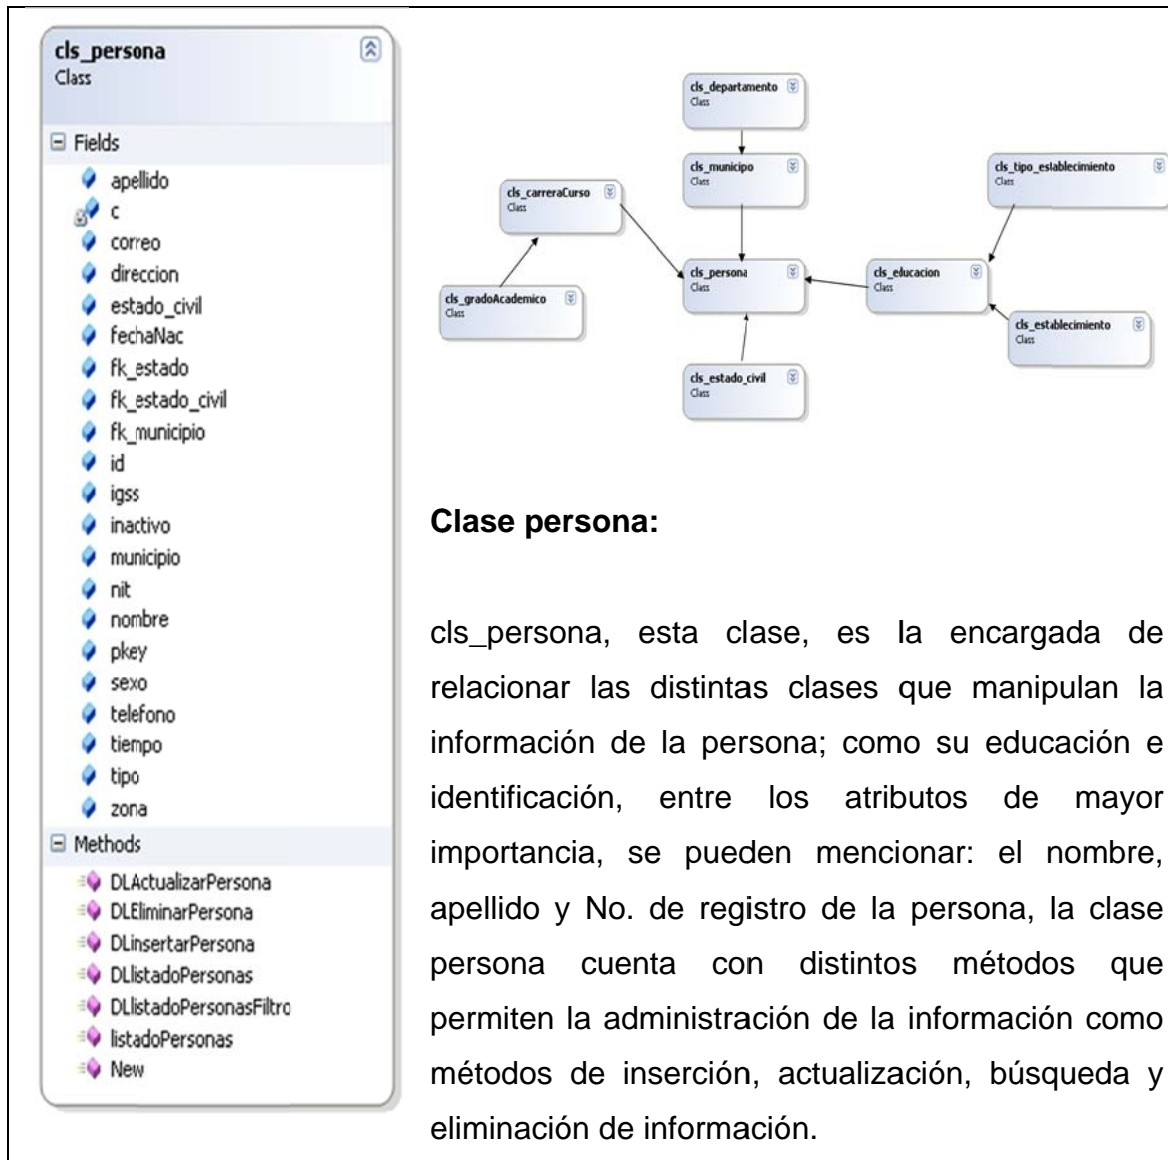 cls_persona
Class
Fields
apellido
c
correo
direccion
estado_civil
fechaNac
fk_estado
fk_estado_civil
fk_municipio
id
igss
inactivo
municipio
nit
nombre
pkey
sexo
telefono
tiempo
tipo
zona
Methods
DLActualizarPersona
DLEliminarPersona
DLinsertarPersona
DLlistadoPersonas
DLlistadoPersonasFiltro
listadoPersonas
New
cls_departamento
Class
cls_municipo
Class
cls_tipo_establecimiento
Class
cls_carreraCurso
Class
cls_persona
Class
cls_educacion
Class
cls_gradoAcademico
Class
cls_establecimiento
Class
cls_estado_civil
Class
Clase persona:
cls_persona, esta clase, es la encargada de
relacionar las distintas clases que manipulan la
información de la persona; como su educación e
identificación, entre los atributos de mayor
importancia, se pueden mencionar: el nombre,
apellido y No. de registro de la persona, la clase
persona cuenta con distintos métodos que
permiten la administración de la información como
métodos de inserción, actualización, búsqueda y
eliminación de información.